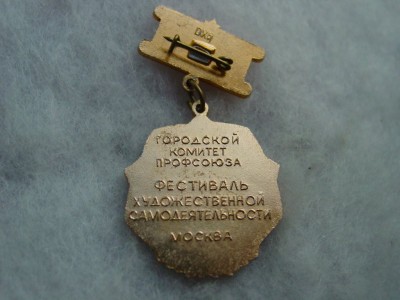 ГОРОДСКОЙ
КОМИТЕТ
ПРОФСОЮЗА
ФЕСТИВАЛЬ
ХУДОЖЕСТВЕННОЙ
САМОДЕЯТЕЛЬНОСТИ
МОСКВА